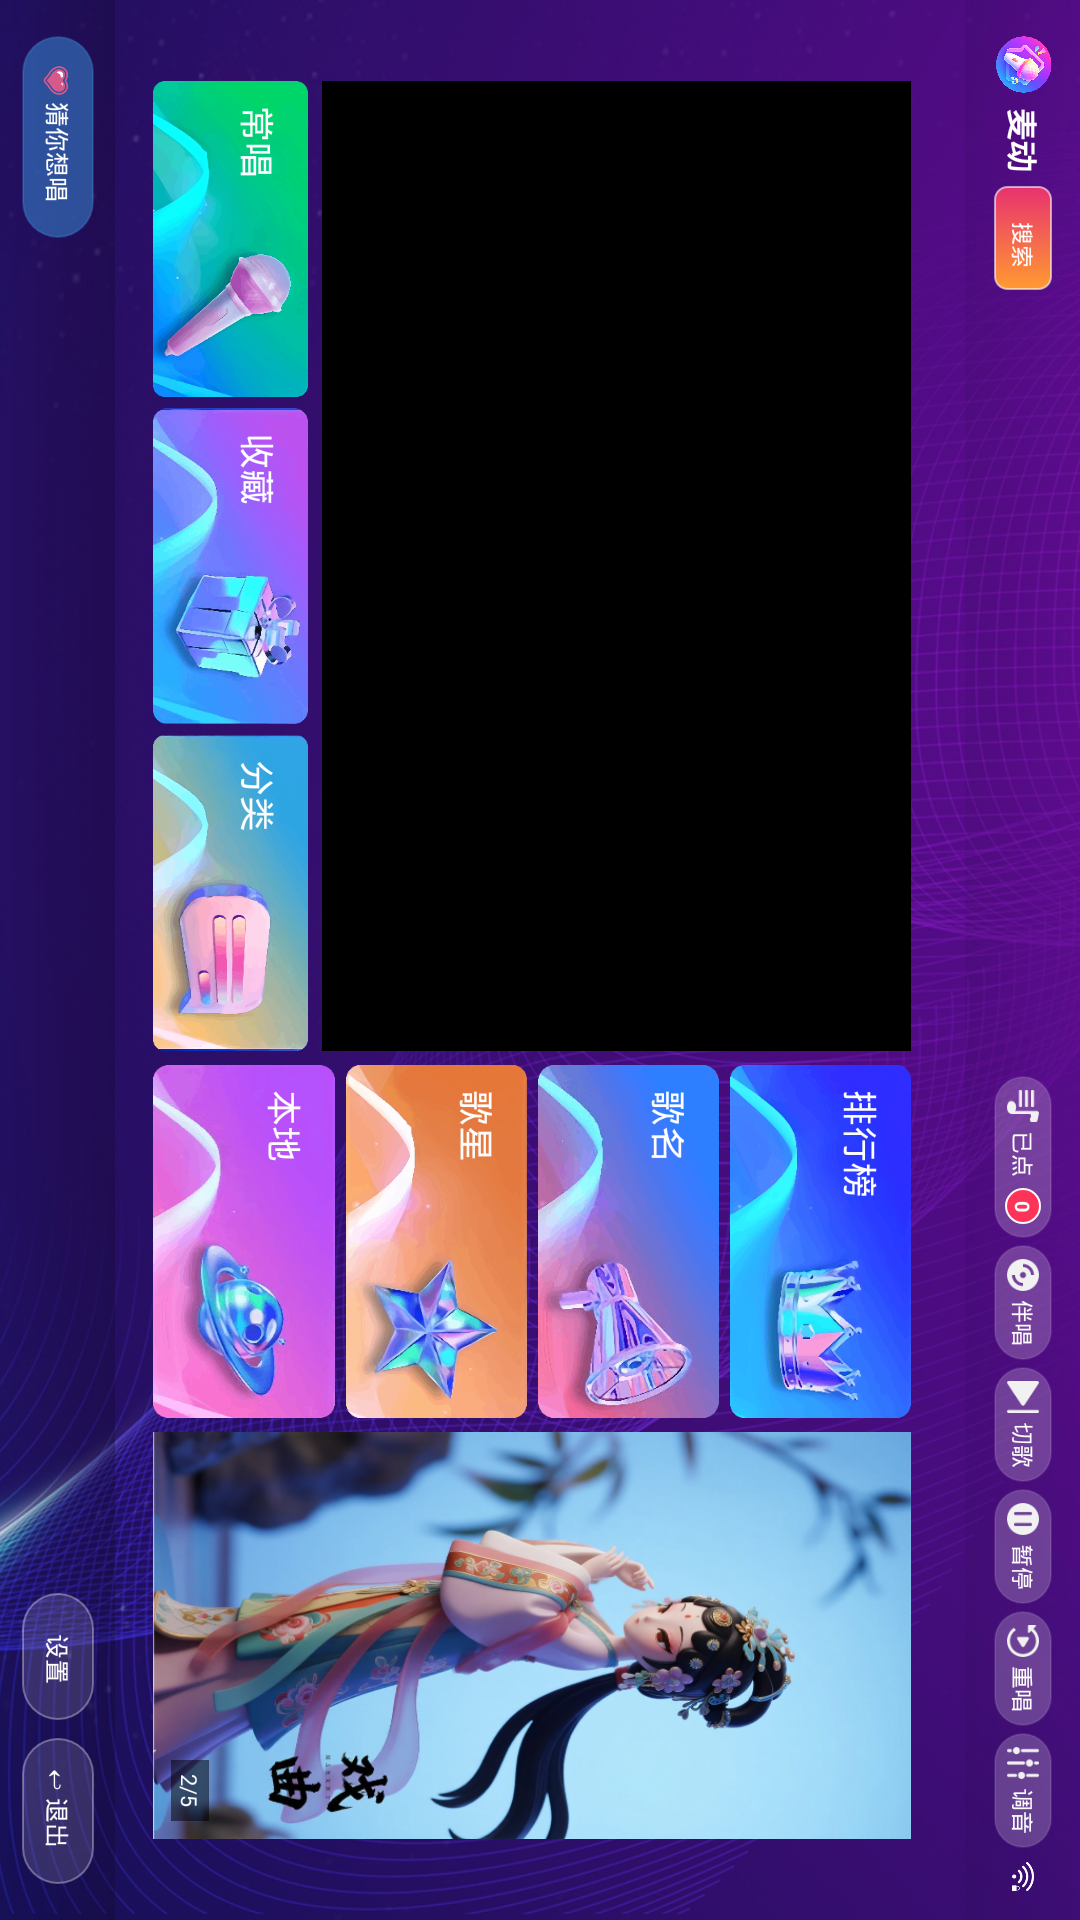 麦动
搜索
已点 0
伴唱
切歌
暂停
重唱
调音
排行榜
歌名
歌星
本地
常唱
收藏
分类
戏曲
2/5
猜你想唱
设置
退出